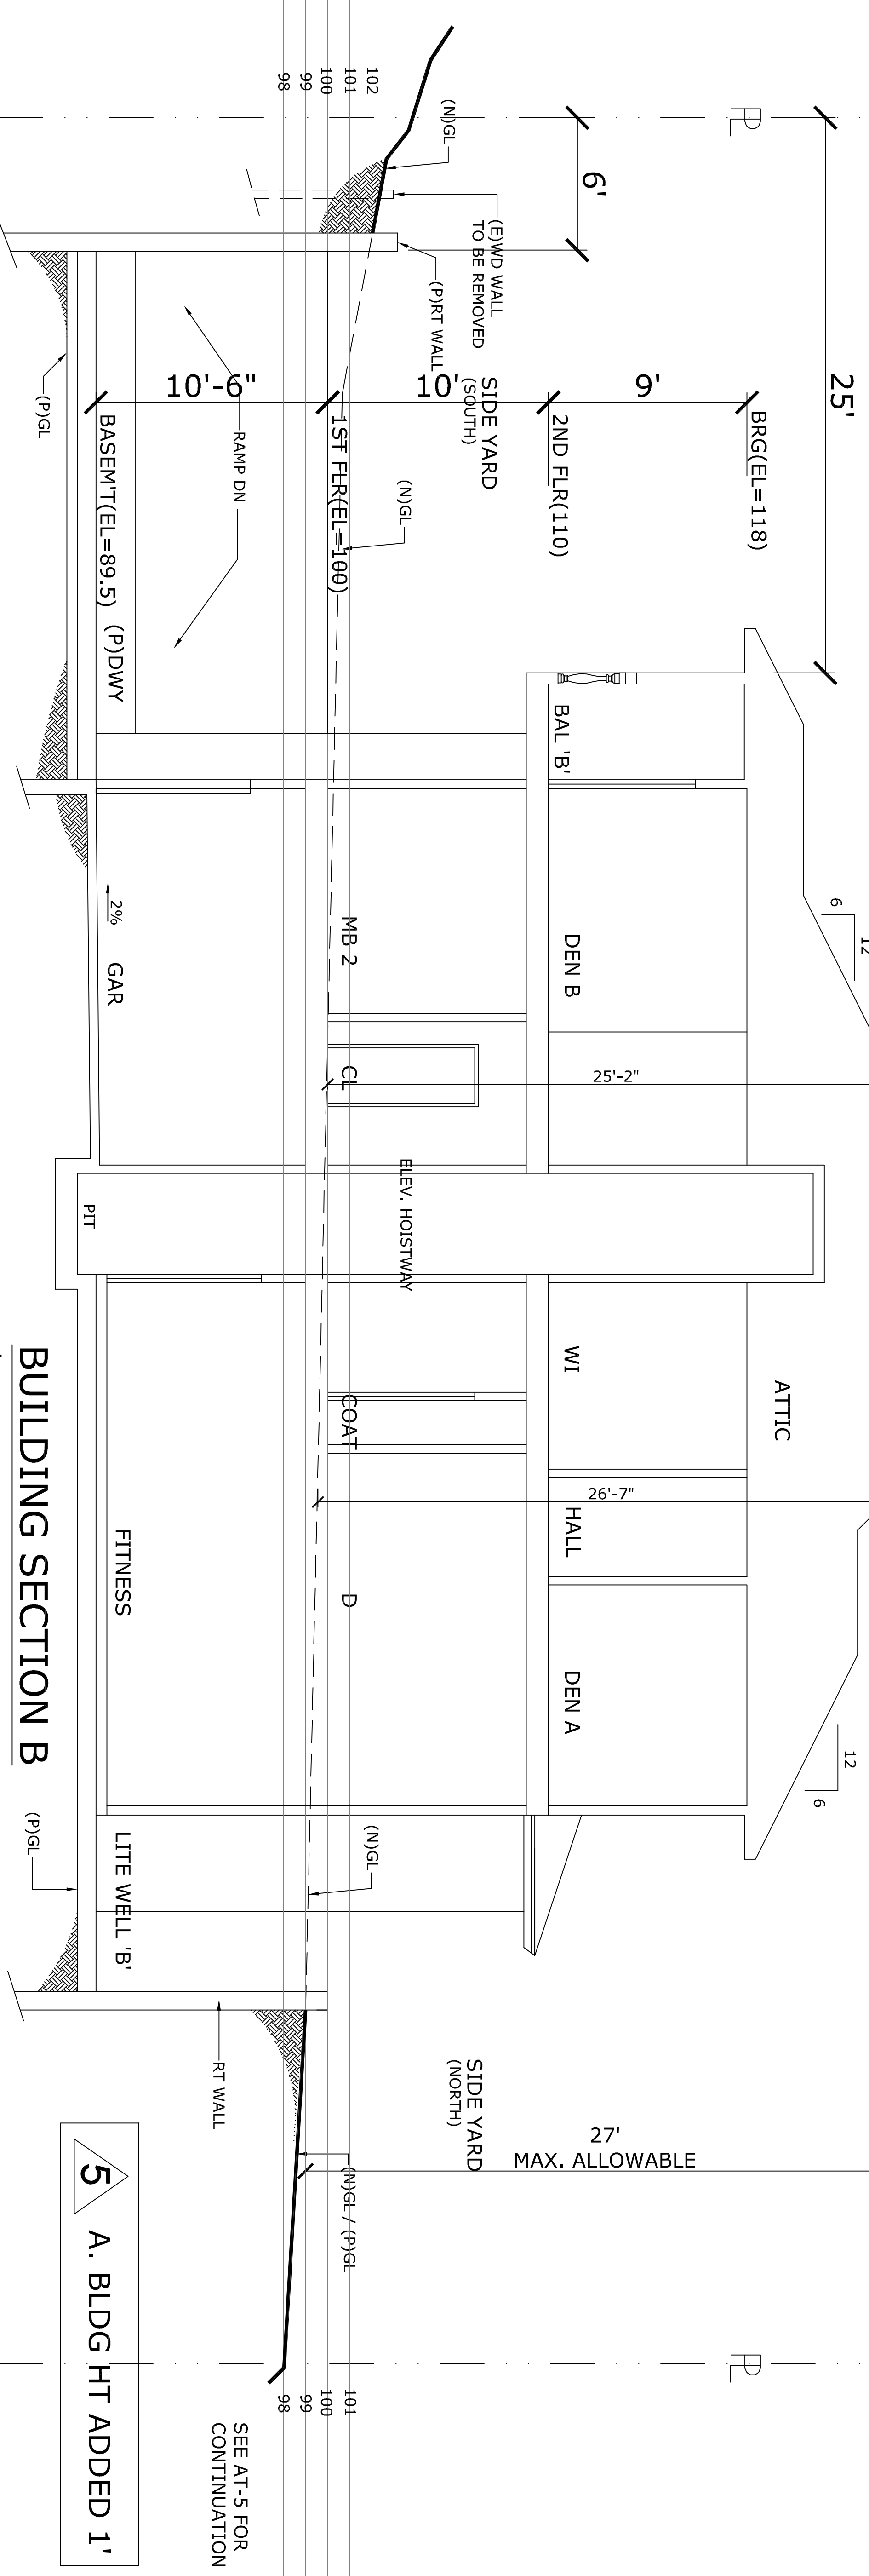 102
101
100
99
98
(N)GL
6'
25'
PL
(E)WD WALL
TO BE REMOVED
(P)RT WALL
(P)GL
10'-6"
10'
9'
SIDE YARD
(SOUTH)
BASEM'T(EL=89.5)
1ST FLR(EL=100)
2ND FLR(110)
BRG(EL=118)
RAMP DN
(N)GL
(P)DWY
BAL 'B'
2%
GAR
MB 2
DEN B
6
12
CL
25'-2"
PIT
ELEV. HOISTWAY
WI
ATTIC
COAT
26'-7"
HALL
FITNESS
D
DEN A
12
6
BUILDING SECTION B
(P)GL
LITE WELL 'B'
(N)GL
RT WALL
SIDE YARD
(NORTH)
27'
MAX. ALLOWABLE
(N)GL / (P)GL
5
A. BLDG HT ADDED 1'
PL
101
100
99
98
SEE AT-5 FOR
CONTINUATION